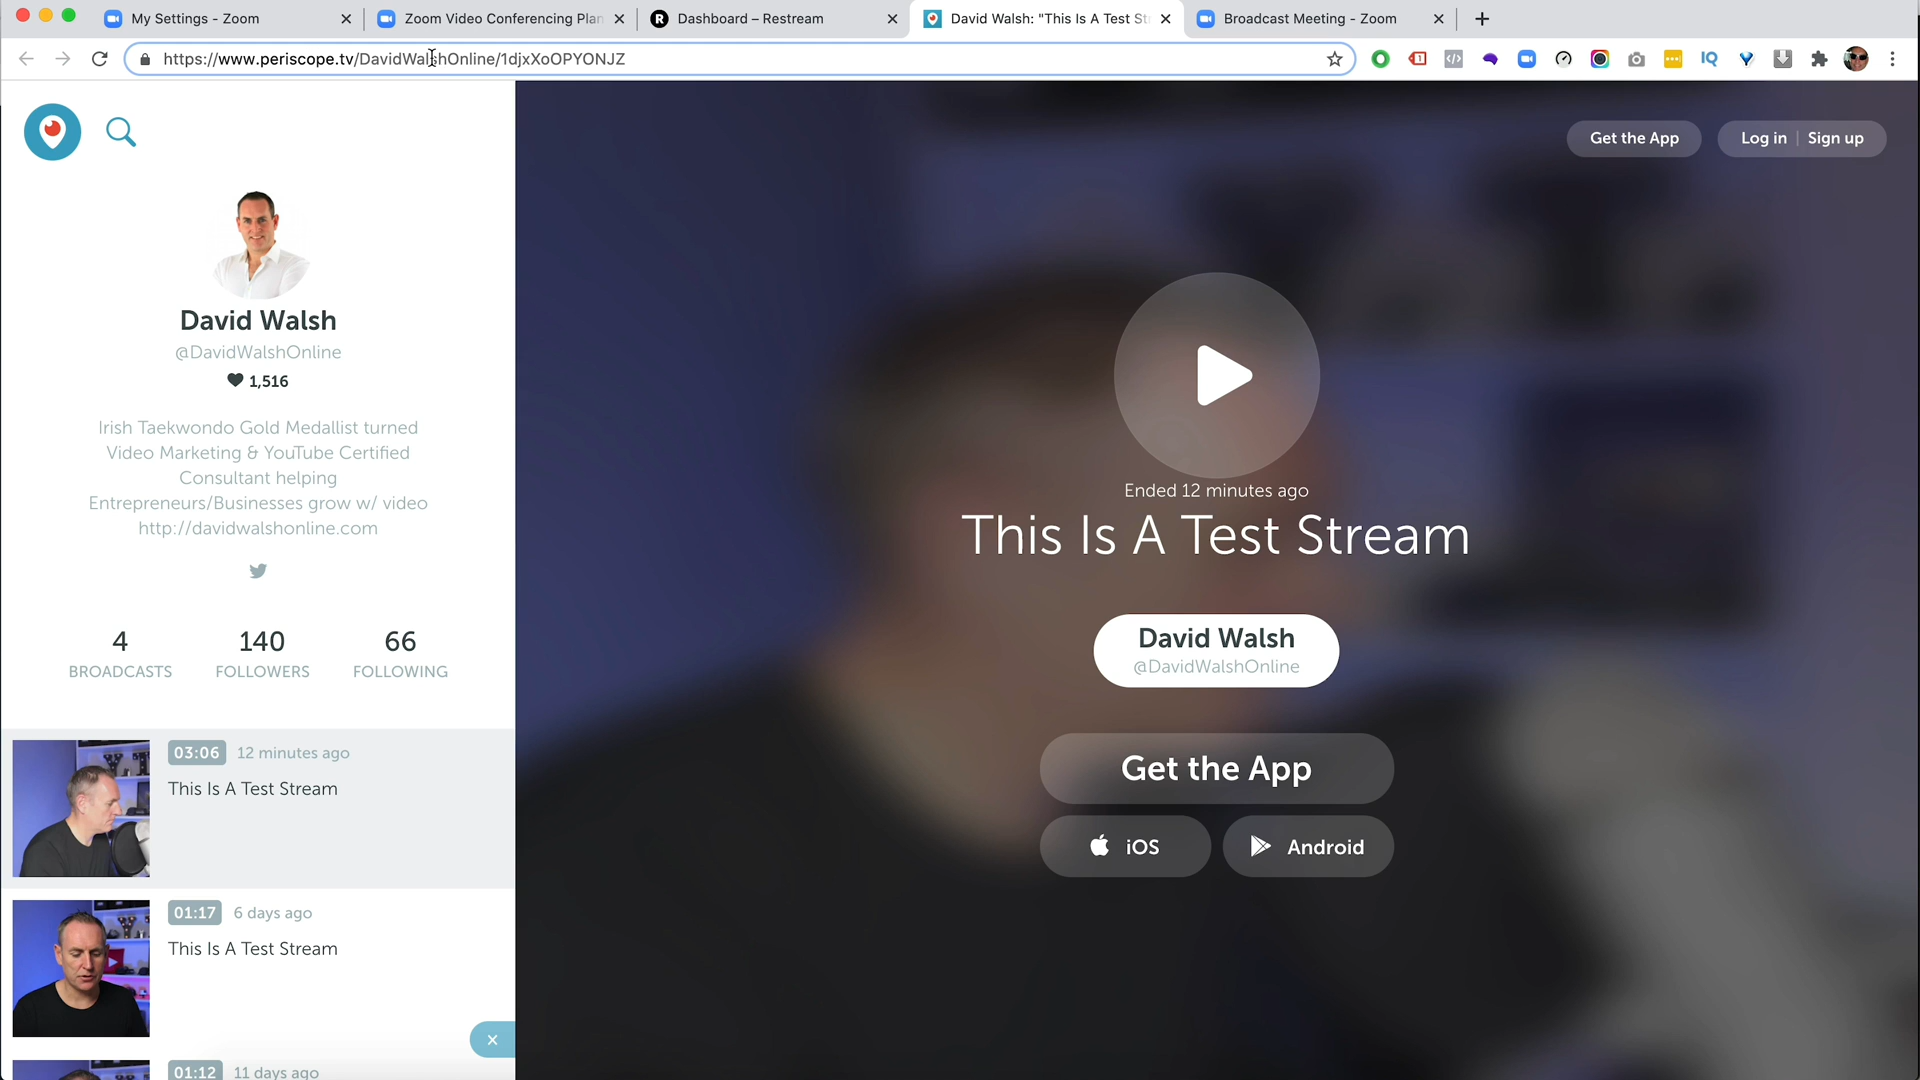 My Settings - Zoom
Zoom Video Conferencing Plan
Dashboard – Restream
David Walsh: "This Is A Test St
Broadcast Meeting - Zoom
https://www.periscope.tv/DavidWalshOnline/1djxXoOPYONJZ
1
IQ
Get the App
Log in | Sign up
David Walsh
@DavidWalshOnline
1,516
Irish Taekwondo Gold Medallist turned
Video Marketing & YouTube Certified
Consultant helping
Entrepreneurs/Businesses grow w/ video
http://davidwalshonline.com
4 140 66
BROADCASTS FOLLOWERS FOLLOWING
03:06 12 minutes ago
This Is A Test Stream
01:17 6 days ago
This Is A Test Stream
01:12 11 days ago
Ended 12 minutes ago
This Is A Test Stream
David Walsh
@DavidWalshOnline
Get the App
iOS
Android